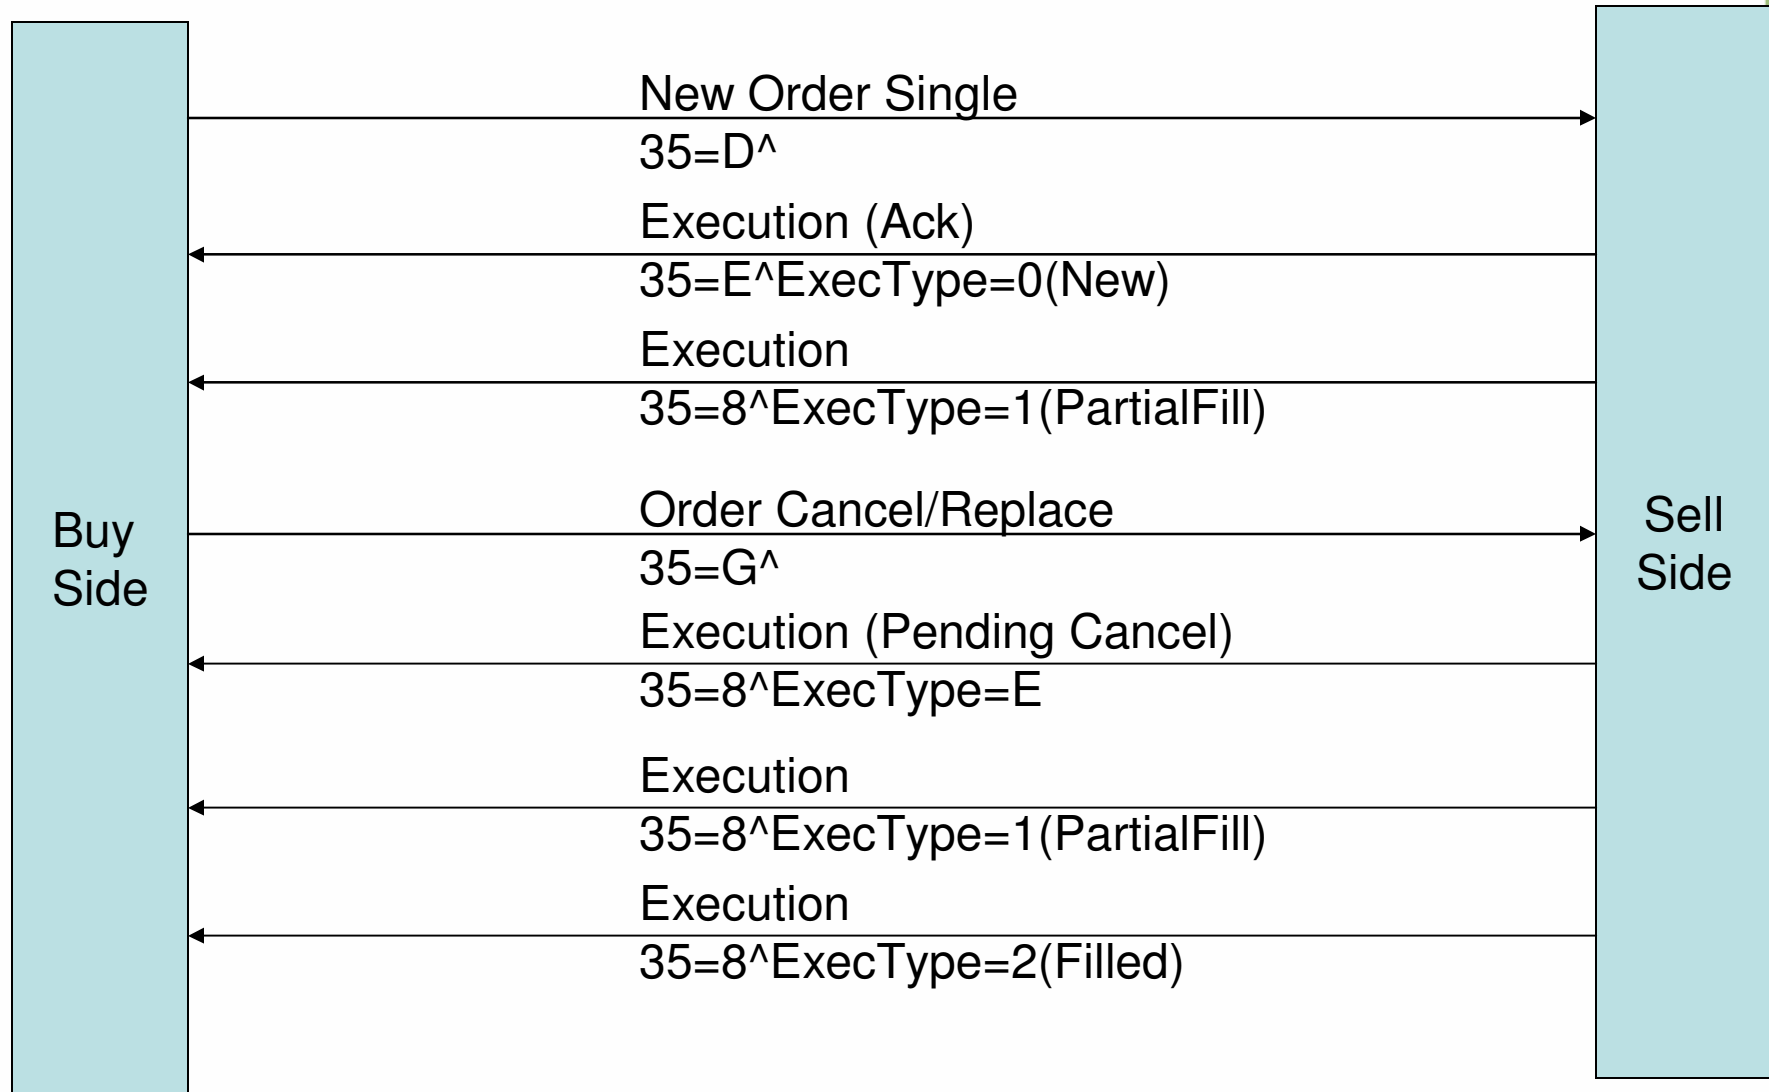 New Order Single
35=D^
Execution (Ack)
35=E^ExecType=0(New)
Execution
35=8^ExecType=1(PartialFill)
Order Cancel/Replace
35=G^
Execution (Pending Cancel)
35=8^ExecType=E
Execution
35=8^ExecType=1(PartialFill)
Execution
35=8^ExecType=2(Filled)
Buy
Side
Sell
Side